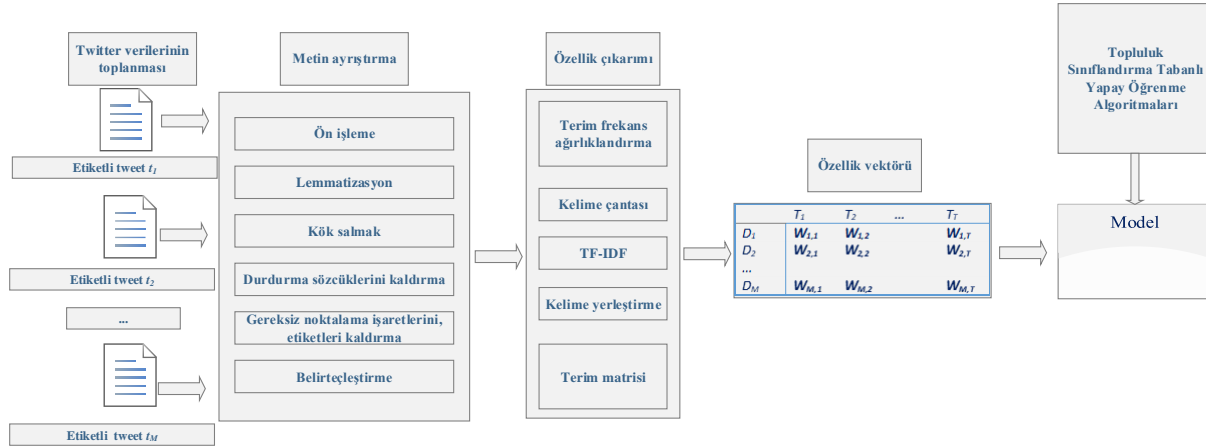 Twitter verilerinin
toplanması
Etiketli tweet t1
Etiketli tweet t2
...
Etiketli tweet tM
Metin ayrıştırma
Ön işleme
Lemmatizasyon
Kök salmak
Durdurma sözcüklerini kaldırma
Gereksiz noktalama işaretlerini,
etiketleri kaldırma
Belirteçleştirme
Özellik çıkarımı
Terim frekans
ağırlıklandırma
Kelime çantası
TF-IDF
Kelime yerleştirme
Terim matrisi
Özellik vektörü
T1 T2 ... TT
D1 W1,1 W1,2 W1,T
D2 W2,1 W2,2 W2,T
...
DM WM,1 WM,2 WM,T
Topluluk
Sınıflandırma Tabanlı
Yapay Öğrenme
Algoritmaları
Model